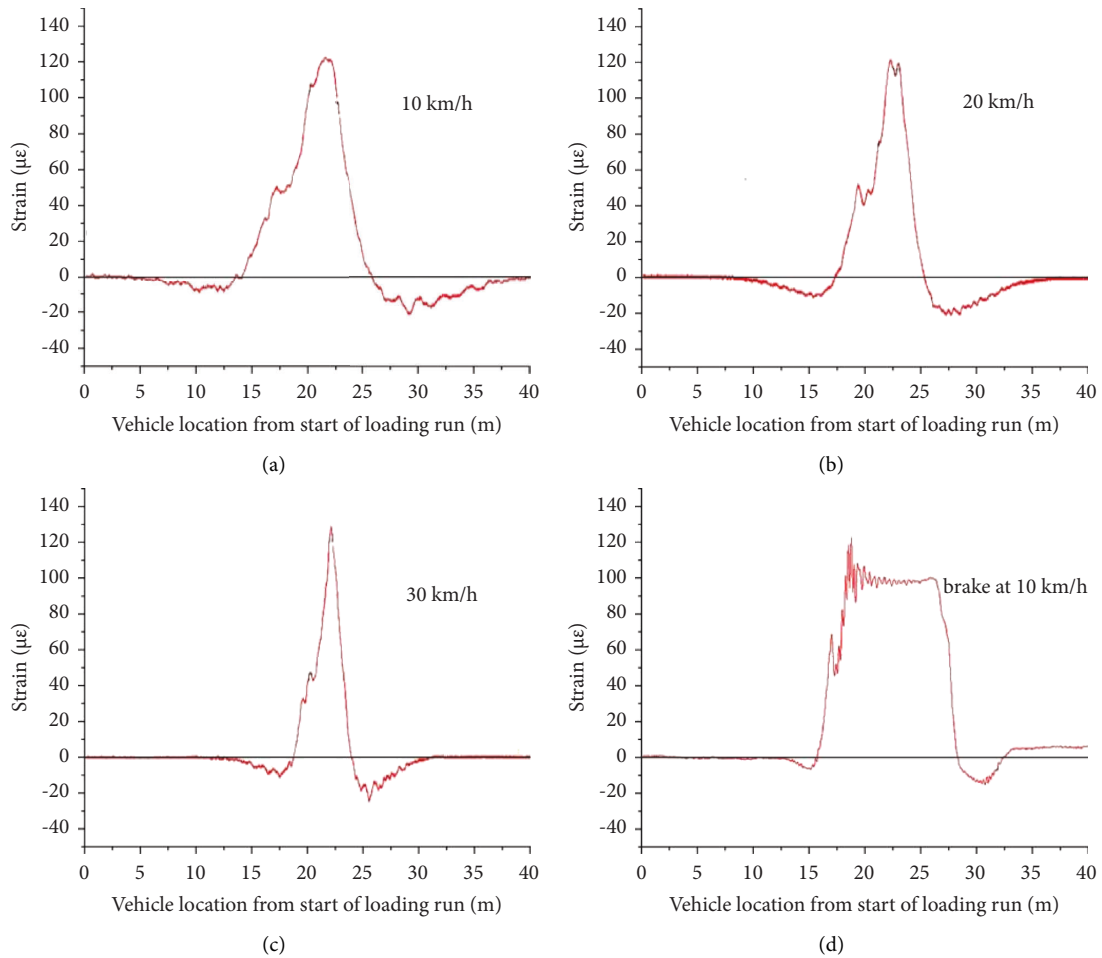 140
120
100
80
60
40
20
0
-20
-40
Strain (με)
10 km/h
0 5 10 15 20 25 30 35 40
Vehicle location from start of loading run (m)
(a)
140
120
100
80
60
40
20
0
-20
-40
Strain (με)
20 km/h
0 5 10 15 20 25 30 35 40
Vehicle location from start of loading run (m)
(b)
140
120
100
80
60
40
20
0
-20
-40
Strain (με)
30 km/h
0 5 10 15 20 25 30 35 40
Vehicle location from start of loading run (m)
(c)
140
120
100
80
60
40
20
0
-20
-40
Strain (με)
brake at 10 km/h
0 5 10 15 20 25 30 35 40
Vehicle location from start of loading run (m)
(d)